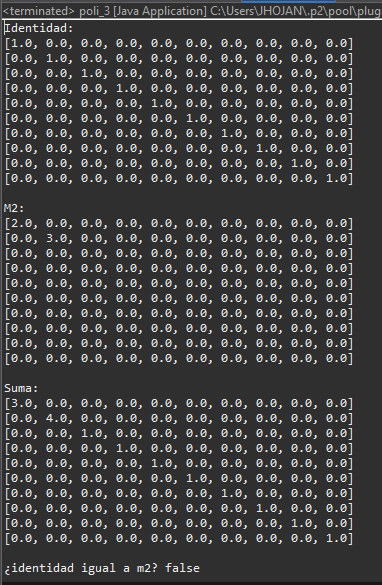 <terminated> poli_3 [Java Application] C:\Users\JHOJAN\.p2\pool\plug
Identidad:
[1.0, 0.0, 0.0, 0.0, 0.0, 0.0, 0.0, 0.0, 0.0, 0.0]
[0.0, 1.0, 0.0, 0.0, 0.0, 0.0, 0.0, 0.0, 0.0, 0.0]
[0.0, 0.0, 1.0, 0.0, 0.0, 0.0, 0.0, 0.0, 0.0, 0.0]
[0.0, 0.0, 0.0, 1.0, 0.0, 0.0, 0.0, 0.0, 0.0, 0.0]
[0.0, 0.0, 0.0, 0.0, 1.0, 0.0, 0.0, 0.0, 0.0, 0.0]
[0.0, 0.0, 0.0, 0.0, 0.0, 1.0, 0.0, 0.0, 0.0, 0.0]
[0.0, 0.0, 0.0, 0.0, 0.0, 0.0, 1.0, 0.0, 0.0, 0.0]
[0.0, 0.0, 0.0, 0.0, 0.0, 0.0, 0.0, 1.0, 0.0, 0.0]
[0.0, 0.0, 0.0, 0.0, 0.0, 0.0, 0.0, 0.0, 1.0, 0.0]
[0.0, 0.0, 0.0, 0.0, 0.0, 0.0, 0.0, 0.0, 0.0, 1.0]
M2:
[2.0, 0.0, 0.0, 0.0, 0.0, 0.0, 0.0, 0.0, 0.0, 0.0]
[0.0, 3.0, 0.0, 0.0, 0.0, 0.0, 0.0, 0.0, 0.0, 0.0]
[0.0, 0.0, 0.0, 0.0, 0.0, 0.0, 0.0, 0.0, 0.0, 0.0]
[0.0, 0.0, 0.0, 0.0, 0.0, 0.0, 0.0, 0.0, 0.0, 0.0]
[0.0, 0.0, 0.0, 0.0, 0.0, 0.0, 0.0, 0.0, 0.0, 0.0]
[0.0, 0.0, 0.0, 0.0, 0.0, 0.0, 0.0, 0.0, 0.0, 0.0]
[0.0, 0.0, 0.0, 0.0, 0.0, 0.0, 0.0, 0.0, 0.0, 0.0]
[0.0, 0.0, 0.0, 0.0, 0.0, 0.0, 0.0, 0.0, 0.0, 0.0]
[0.0, 0.0, 0.0, 0.0, 0.0, 0.0, 0.0, 0.0, 0.0, 0.0]
[0.0, 0.0, 0.0, 0.0, 0.0, 0.0, 0.0, 0.0, 0.0, 0.0]
Suma:
[3.0, 0.0, 0.0, 0.0, 0.0, 0.0, 0.0, 0.0, 0.0, 0.0]
[0.0, 4.0, 0.0, 0.0, 0.0, 0.0, 0.0, 0.0, 0.0, 0.0]
[0.0, 0.0, 1.0, 0.0, 0.0, 0.0, 0.0, 0.0, 0.0, 0.0]
[0.0, 0.0, 0.0, 1.0, 0.0, 0.0, 0.0, 0.0, 0.0, 0.0]
[0.0, 0.0, 0.0, 0.0, 1.0, 0.0, 0.0, 0.0, 0.0, 0.0]
[0.0, 0.0, 0.0, 0.0, 0.0, 1.0, 0.0, 0.0, 0.0, 0.0]
[0.0, 0.0, 0.0, 0.0, 0.0, 0.0, 1.0, 0.0, 0.0, 0.0]
[0.0, 0.0, 0.0, 0.0, 0.0, 0.0, 0.0, 1.0, 0.0, 0.0]
[0.0, 0.0, 0.0, 0.0, 0.0, 0.0, 0.0, 0.0, 1.0, 0.0]
[0.0, 0.0, 0.0, 0.0, 0.0, 0.0, 0.0, 0.0, 0.0, 1.0]
¿identidad igual a m2? false